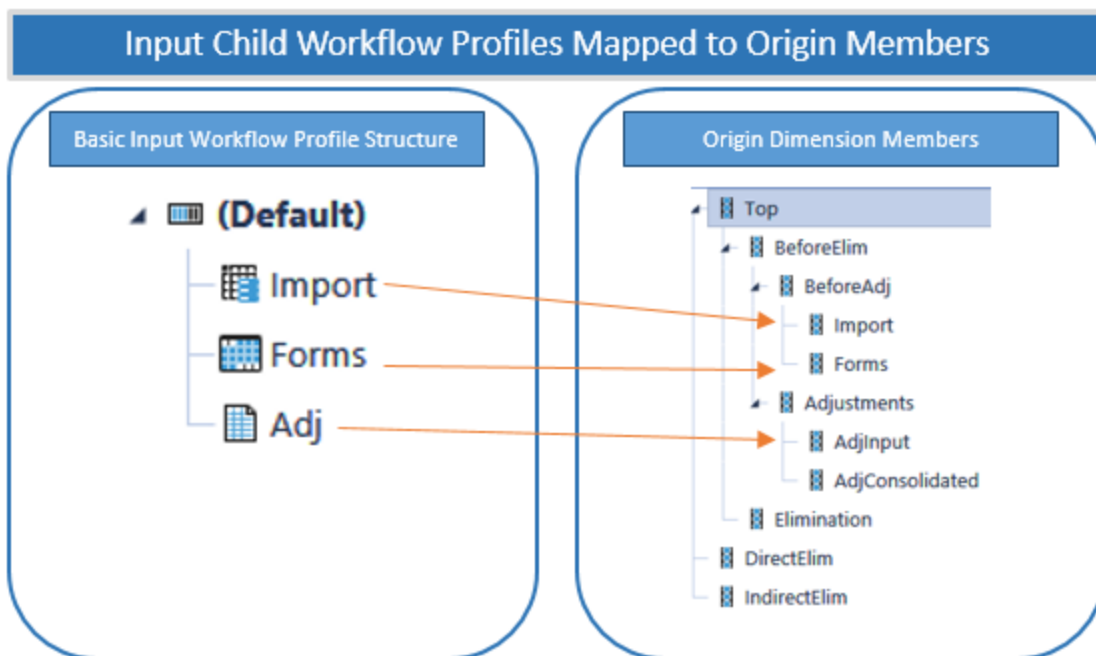 Input Child Workflow Profiles Mapped to Origin Members
Basic Input Workflow Profile Structure
(Default)
Import
Forms
Adj
Origin Dimension Members
Top
BeforeElim
BeforeAdj
Import
Forms
Adjustments
AdjInput
AdjConsolidated
Elimination
DirectElim
IndirectElim